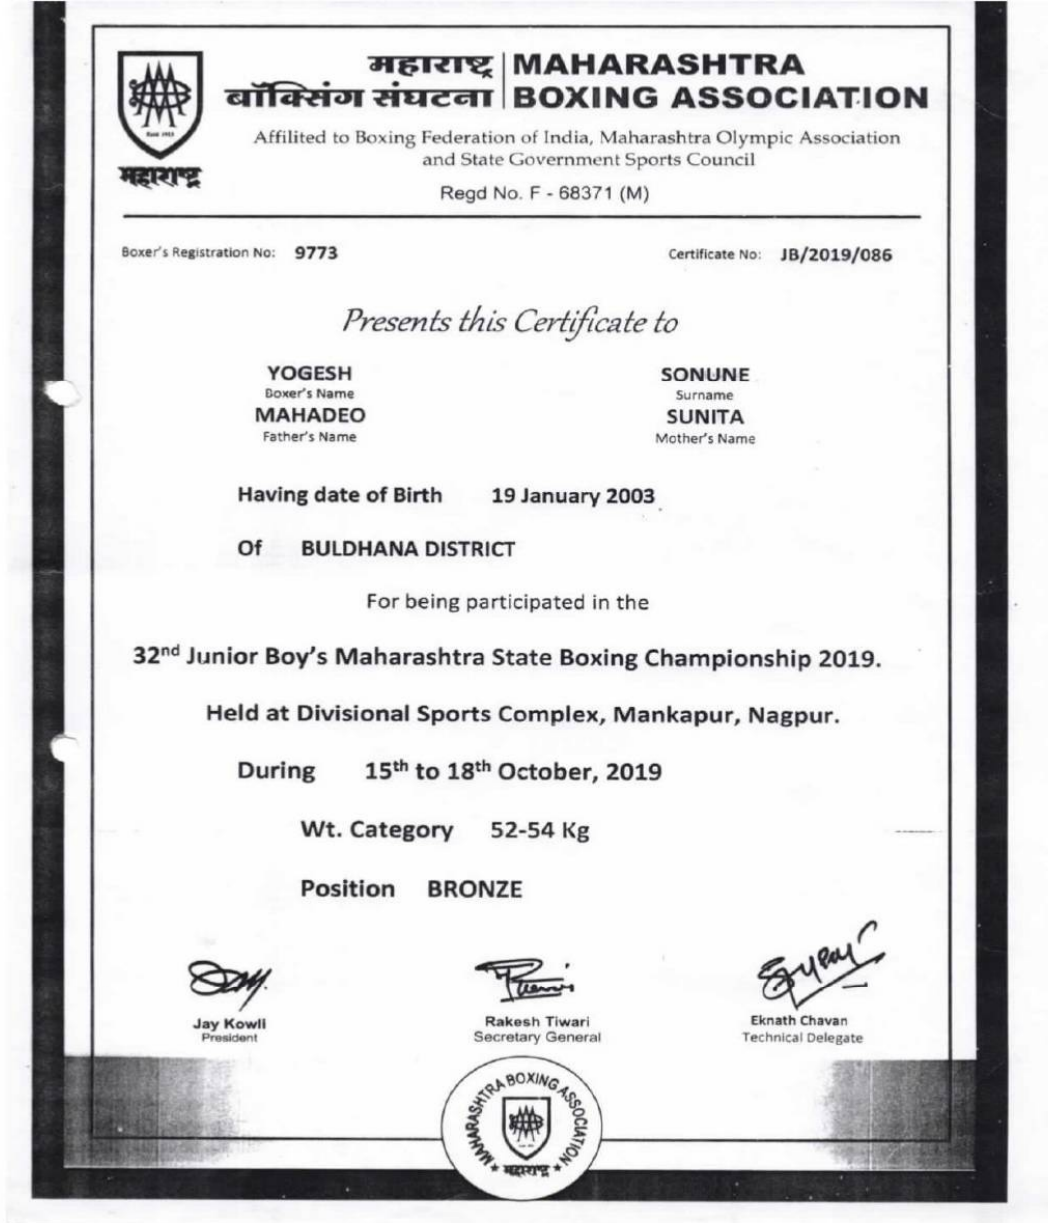 महाराष्ट्र
बॉक्सिंग संघटना
MAHARASHTRA
BOXING ASSOCIATION
महाराष्ट्र
Affilited to Boxing Federation of India, Maharashtra Olympic Association
and State Government Sports Council
Regd No. F - 68371 (M)
Boxer's Registration No: 9773 Certificate No: JB/2019/086
Presents this Certificate to
YOGESH SONUNE
Boxer's Name Surname
MAHADEO SUNITA
Father's Name Mother's Name
Having date of Birth 19 January 2003
Of BULDHANA DISTRICT
For being participated in the
32nd Junior Boy's Maharashtra State Boxing Championship 2019.
Held at Divisional Sports Complex, Mankapur, Nagpur.
During 15th to 18th October, 2019
Wt. Category 52-54 Kg
Position BRONZE
Jay Kowli Rakesh Tiwari Eknath Chavan
President Secretary General Technical Delegate
MAHARASHTRA BOXING ASSOCIATION
महाराष्ट्र